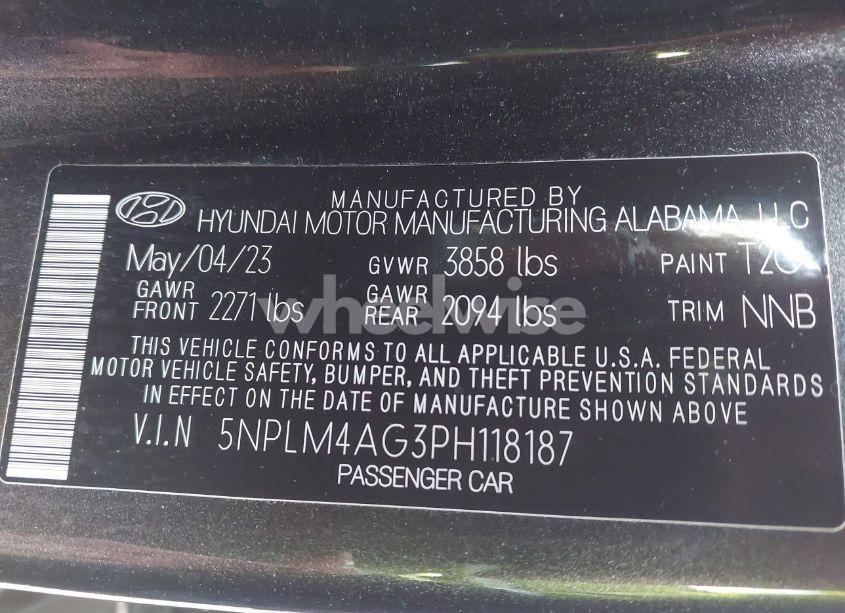 MANUFACTURED BY
HYUNDAI MOTOR MANUFACTURING ALABAMA, LLC
May/04/23 GVWR 3858 lbs PAINT
GAWR FRONT 2271 lbs GAWR REAR 2094 lbs TRIM NNB
wheelwise
THIS VEHICLE CONFORMS TO ALL APPLICABLE U.S.A. FEDERAL
MOTOR VEHICLE SAFETY, BUMPER, AND THEFT PREVENTION STANDARDS
IN EFFECT ON THE DATE OF MANUFACTURE SHOWN ABOVE
V.I.N 5NPLM4AG3PH118187
PASSENGER CAR